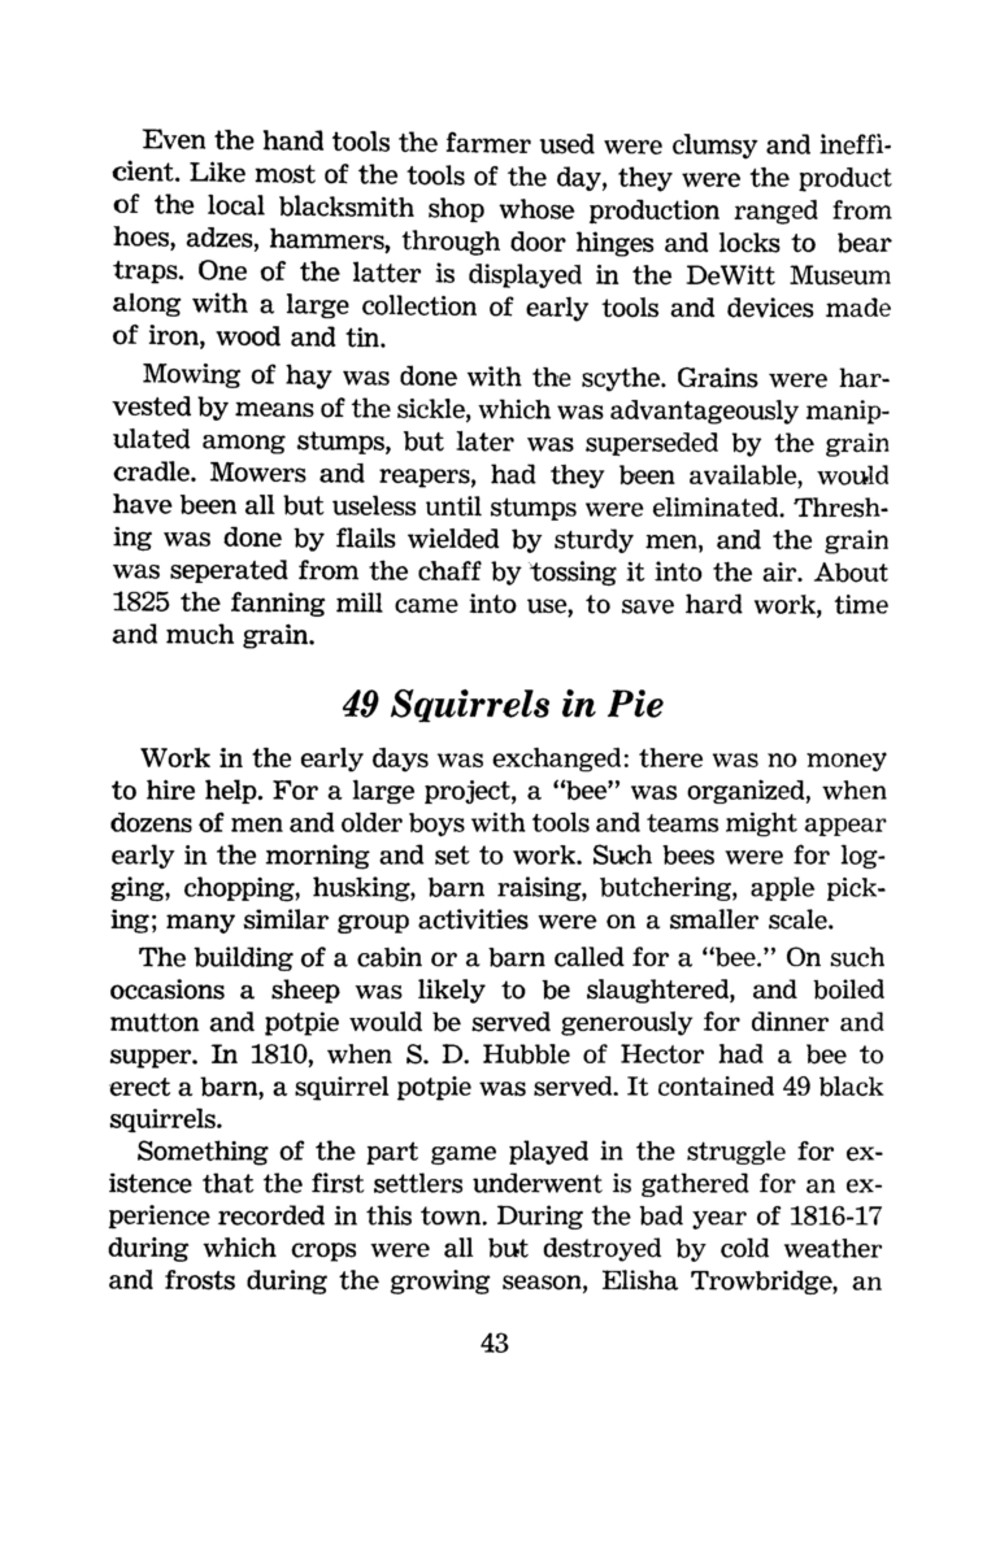 Even the hand tools the farmer used were clumsy and ineffi-
cient. Like most of the tools of the day, they were the product
of the local blacksmith shop whose production ranged from
hoes, adzes, hammers, through door hinges and locks to bear
traps. One of the latter is displayed in the DeWitt Museum
along with a large collection of early tools and devices made
of iron, wood and tin.
Mowing of hay was done with the scythe. Grains were har-
vested by means of the sickle, which was advantageously manip-
ulated among stumps, but later was superseded by the grain
cradle. Mowers and reapers, had they been available, would
have been all but useless until stumps were eliminated. Thresh-
ing was done by flails wielded by sturdy men, and the grain
was seperated from the chaff by tossing it into the air. About
1825 the fanning mill came into use, to save hard work, time
and much grain.
49 Squirrels in Pie
Work in the early days was exchanged: there was no money
to hire help. For a large project, a “bee” was organized, when
dozens of men and older boys with tools and teams might appear
early in the morning and set to work. Such bees were for log-
ging, chopping, husking, barn raising, butchering, apple pick-
ing; many similar group activities were on a smaller scale.
The building of a cabin or a barn called for a “bee.” On such
occasions a sheep was likely to be slaughtered, and boiled
mutton and potpie would be served generously for dinner and
supper. In 1810, when S. D. Hubble of Hector had a bee to
erect a barn, a squirrel potpie was served. It contained 49 black
squirrels.
Something of the part game played in the struggle for ex-
istence that the first settlers underwent is gathered for an ex-
perience recorded in this town. During the bad year of 1816-17
during which crops were all but destroyed by cold weather
and frosts during the growing season, Elisha Trowbridge, an
43